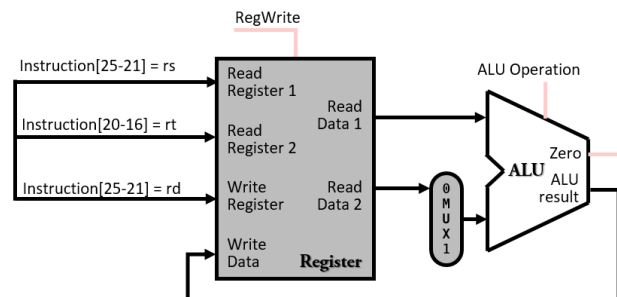 RegWrite
Instruction[25-21] = rs
Read
Register 1
ALU Operation
Read
Data 1
Instruction[20-16] = rt
Read
Register 2
Zero
ALU
ALU
result
Instruction[25-21] = rd
Write
Register
Read
Data 2
0
M
U
X
1
Write
Data
Register